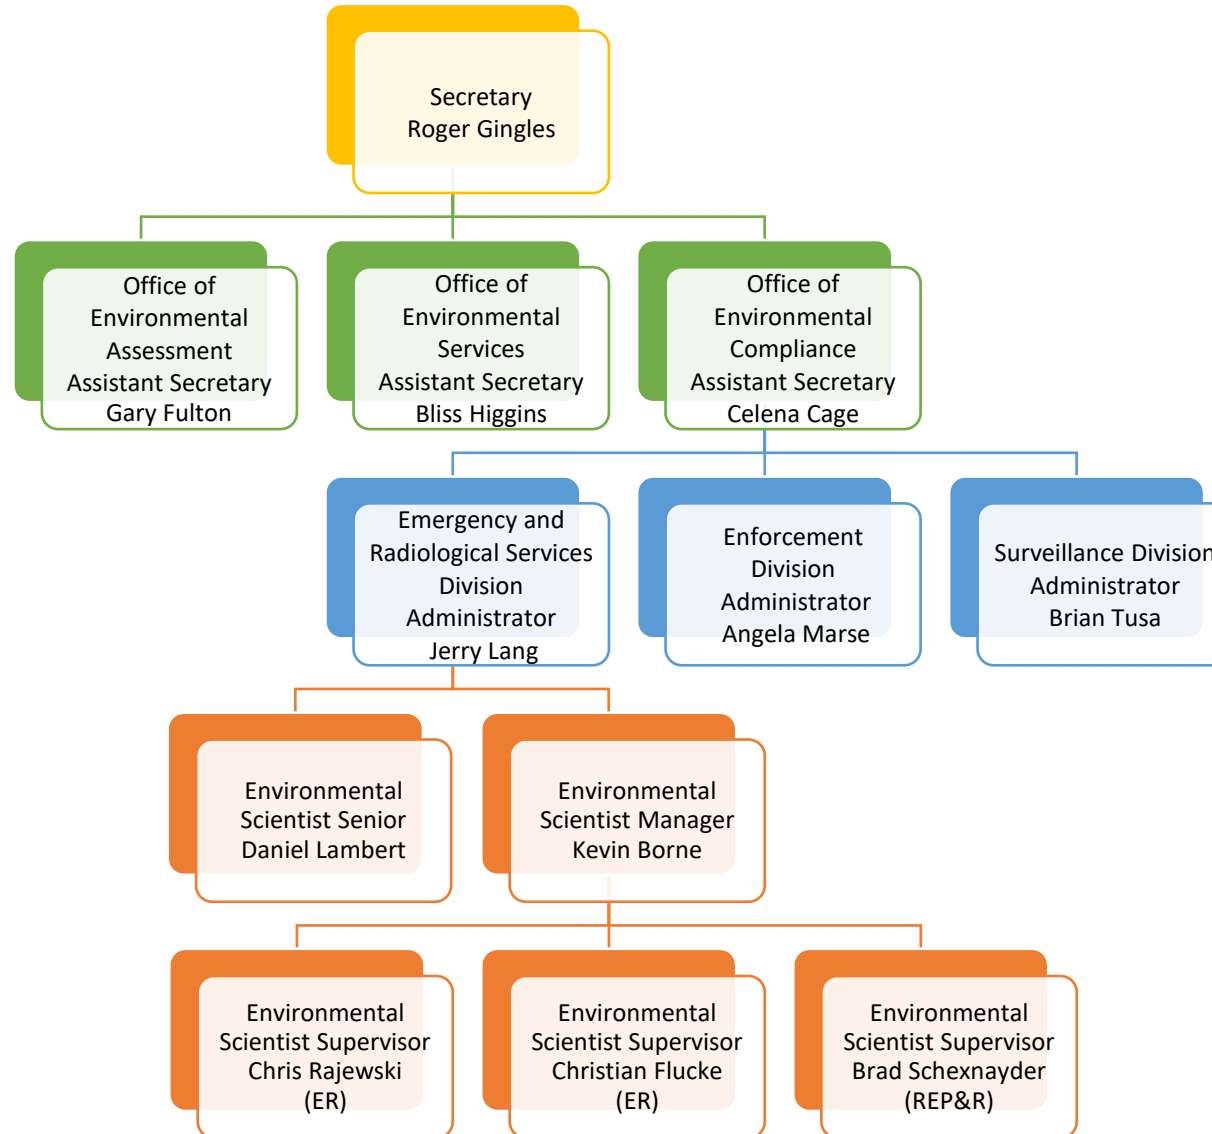 Secretary
Roger Gingles
Office of
Environmental
Assessment
Assistant Secretary
Gary Fulton
Office of
Environmental
Services
Assistant Secretary
Bliss Higgins
Office of
Environmental
Compliance
Assistant Secretary
Celena Cage
Emergency and
Radiological Services
Division
Administrator
Jerry Lang
Enforcement
Division
Administrator
Angela Marse
Surveillance Division
Administrator
Brian Tusa
Environmental
Scientist Senior
Daniel Lambert
Environmental
Scientist Manager
Kevin Borne
Environmental
Scientist Supervisor
Chris Rajewski
(ER)
Environmental
Scientist Supervisor
Christian Flucke
(ER)
Environmental
Scientist Supervisor
Brad Schexnayder
(REP&R)